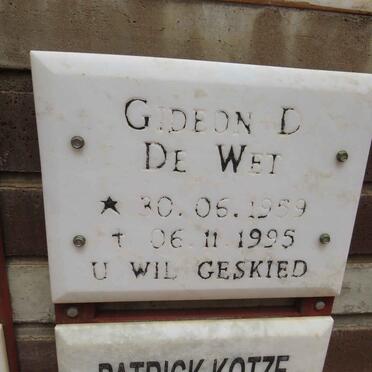 GIDEON D
DE WET
★ 30.06.1959
† 06.11.1995
U WIL GESKIED
PATRICK KOTZE